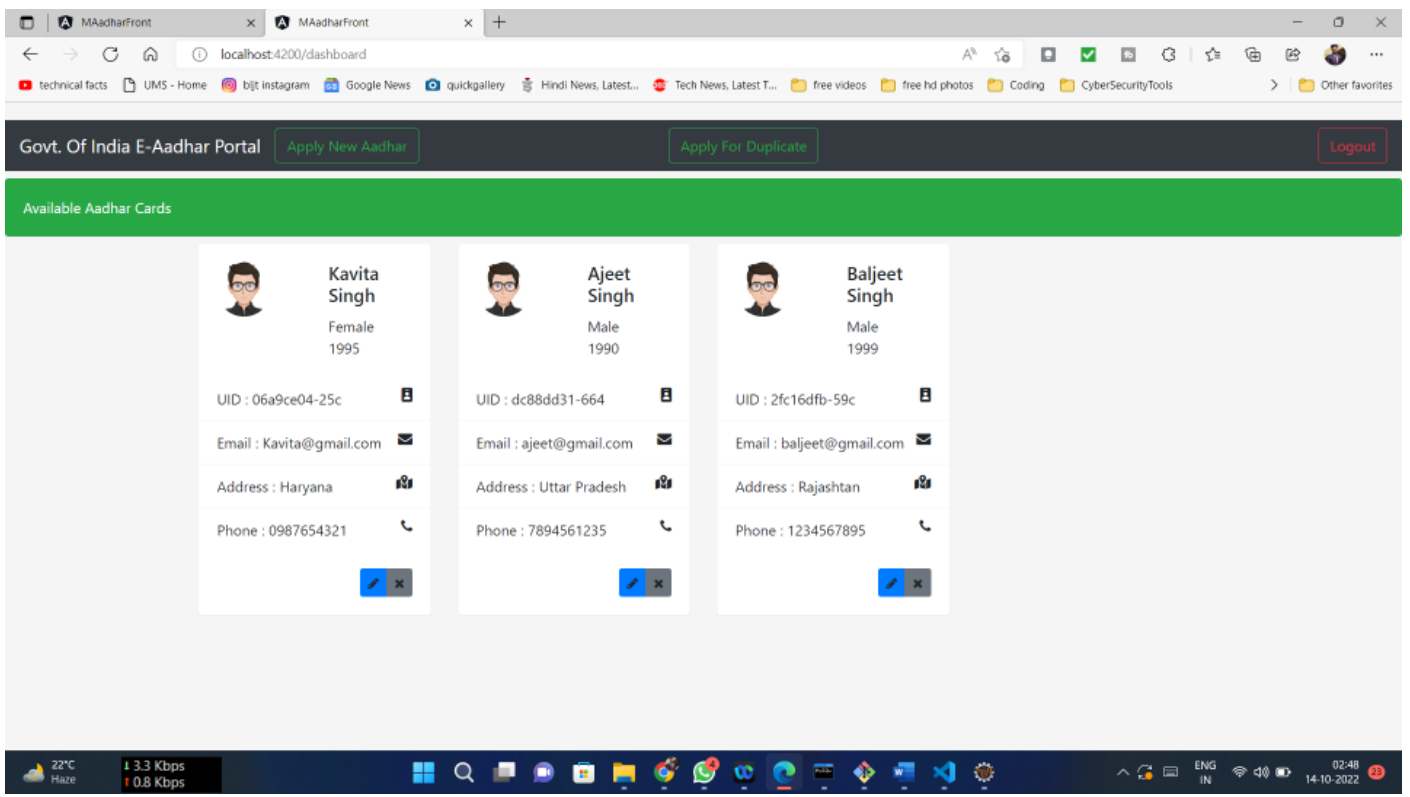 MAadharFront
MAadharFront
localhost:4200/dashboard
technical facts UMS - Home bijt instagram Google News quickgallery Hindi News, Latest... Tech News, Latest T... free videos free hd photos Coding CyberSecurityTools Other favorites
Govt. Of India E-Aadhar Portal Apply New Aadhar Apply For Duplicate Logout
Available Aadhar Cards
Kavita
Singh
Female
1995
UID : 06a9ce04-25c
Email : Kavita@gmail.com
Address : Haryana
Phone : 0987654321
Ajeet
Singh
Male
1990
UID : dc88dd31-664
Email : ajeet@gmail.com
Address : Uttar Pradesh
Phone : 7894561235
Baljeet
Singh
Male
1999
UID : 2fc16dfb-59c
Email : baljeet@gmail.com
Address : Rajashtan
Phone : 1234567895
22°C
Haze
3.3 Kbps
0.8 Kbps
ENG
IN
02:48
14-10-2022
23